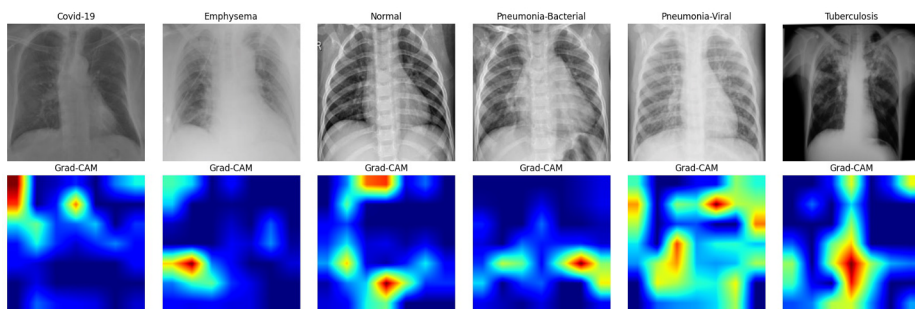 Covid-19
Emphysema
Normal
Pneumonia-Bacterial
Pneumonia-Viral
Tuberculosis
R
Grad-CAM
Grad-CAM
Grad-CAM
Grad-CAM
Grad-CAM
Grad-CAM